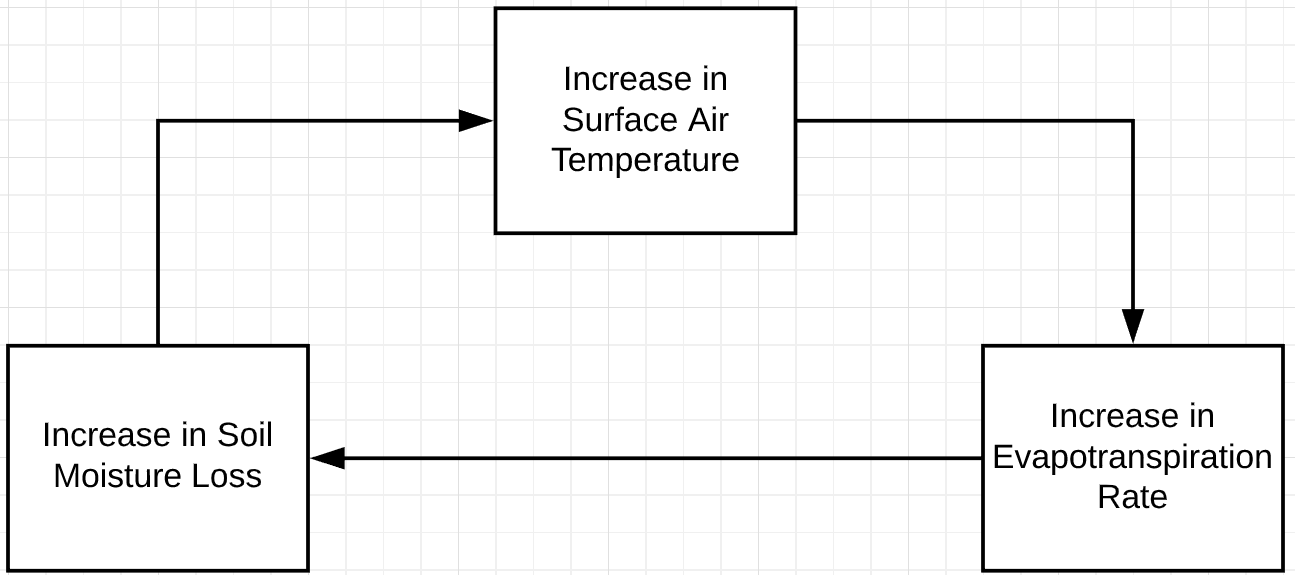 Increase in
Surface Air
Temperature
Increase in Soil
Moisture Loss
Increase in
Evapotranspiration
Rate